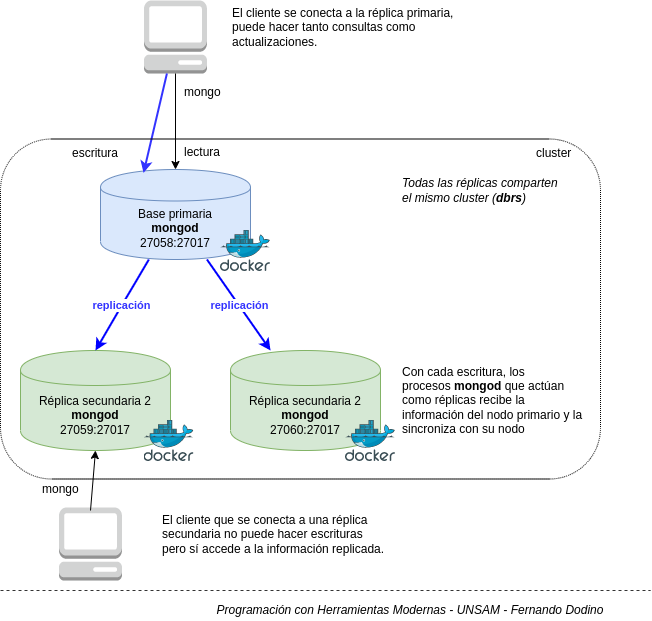 El cliente se conecta a la réplica primaria,
puede hacer tanto consultas como
actualizaciones.
mongo
escritura
lectura
cluster
Todas las réplicas comparten
el mismo cluster (dbrs)
Base primaria
mongod
27058:27017
docker
replicación
replicación
Réplica secundaria 2
mongod
27059:27017
docker
Réplica secundaria 2
mongod
27060:27017
docker
Con cada escritura, los
procesos mongod que actúan
como réplicas recibe la
información del nodo primario y la
sincroniza con su nodo
mongo
El cliente que se conecta a una réplica
secundaria no puede hacer escrituras
pero sí accede a la información replicada.
Programación con Herramientas Modernas - UNSAM - Fernando Dodino